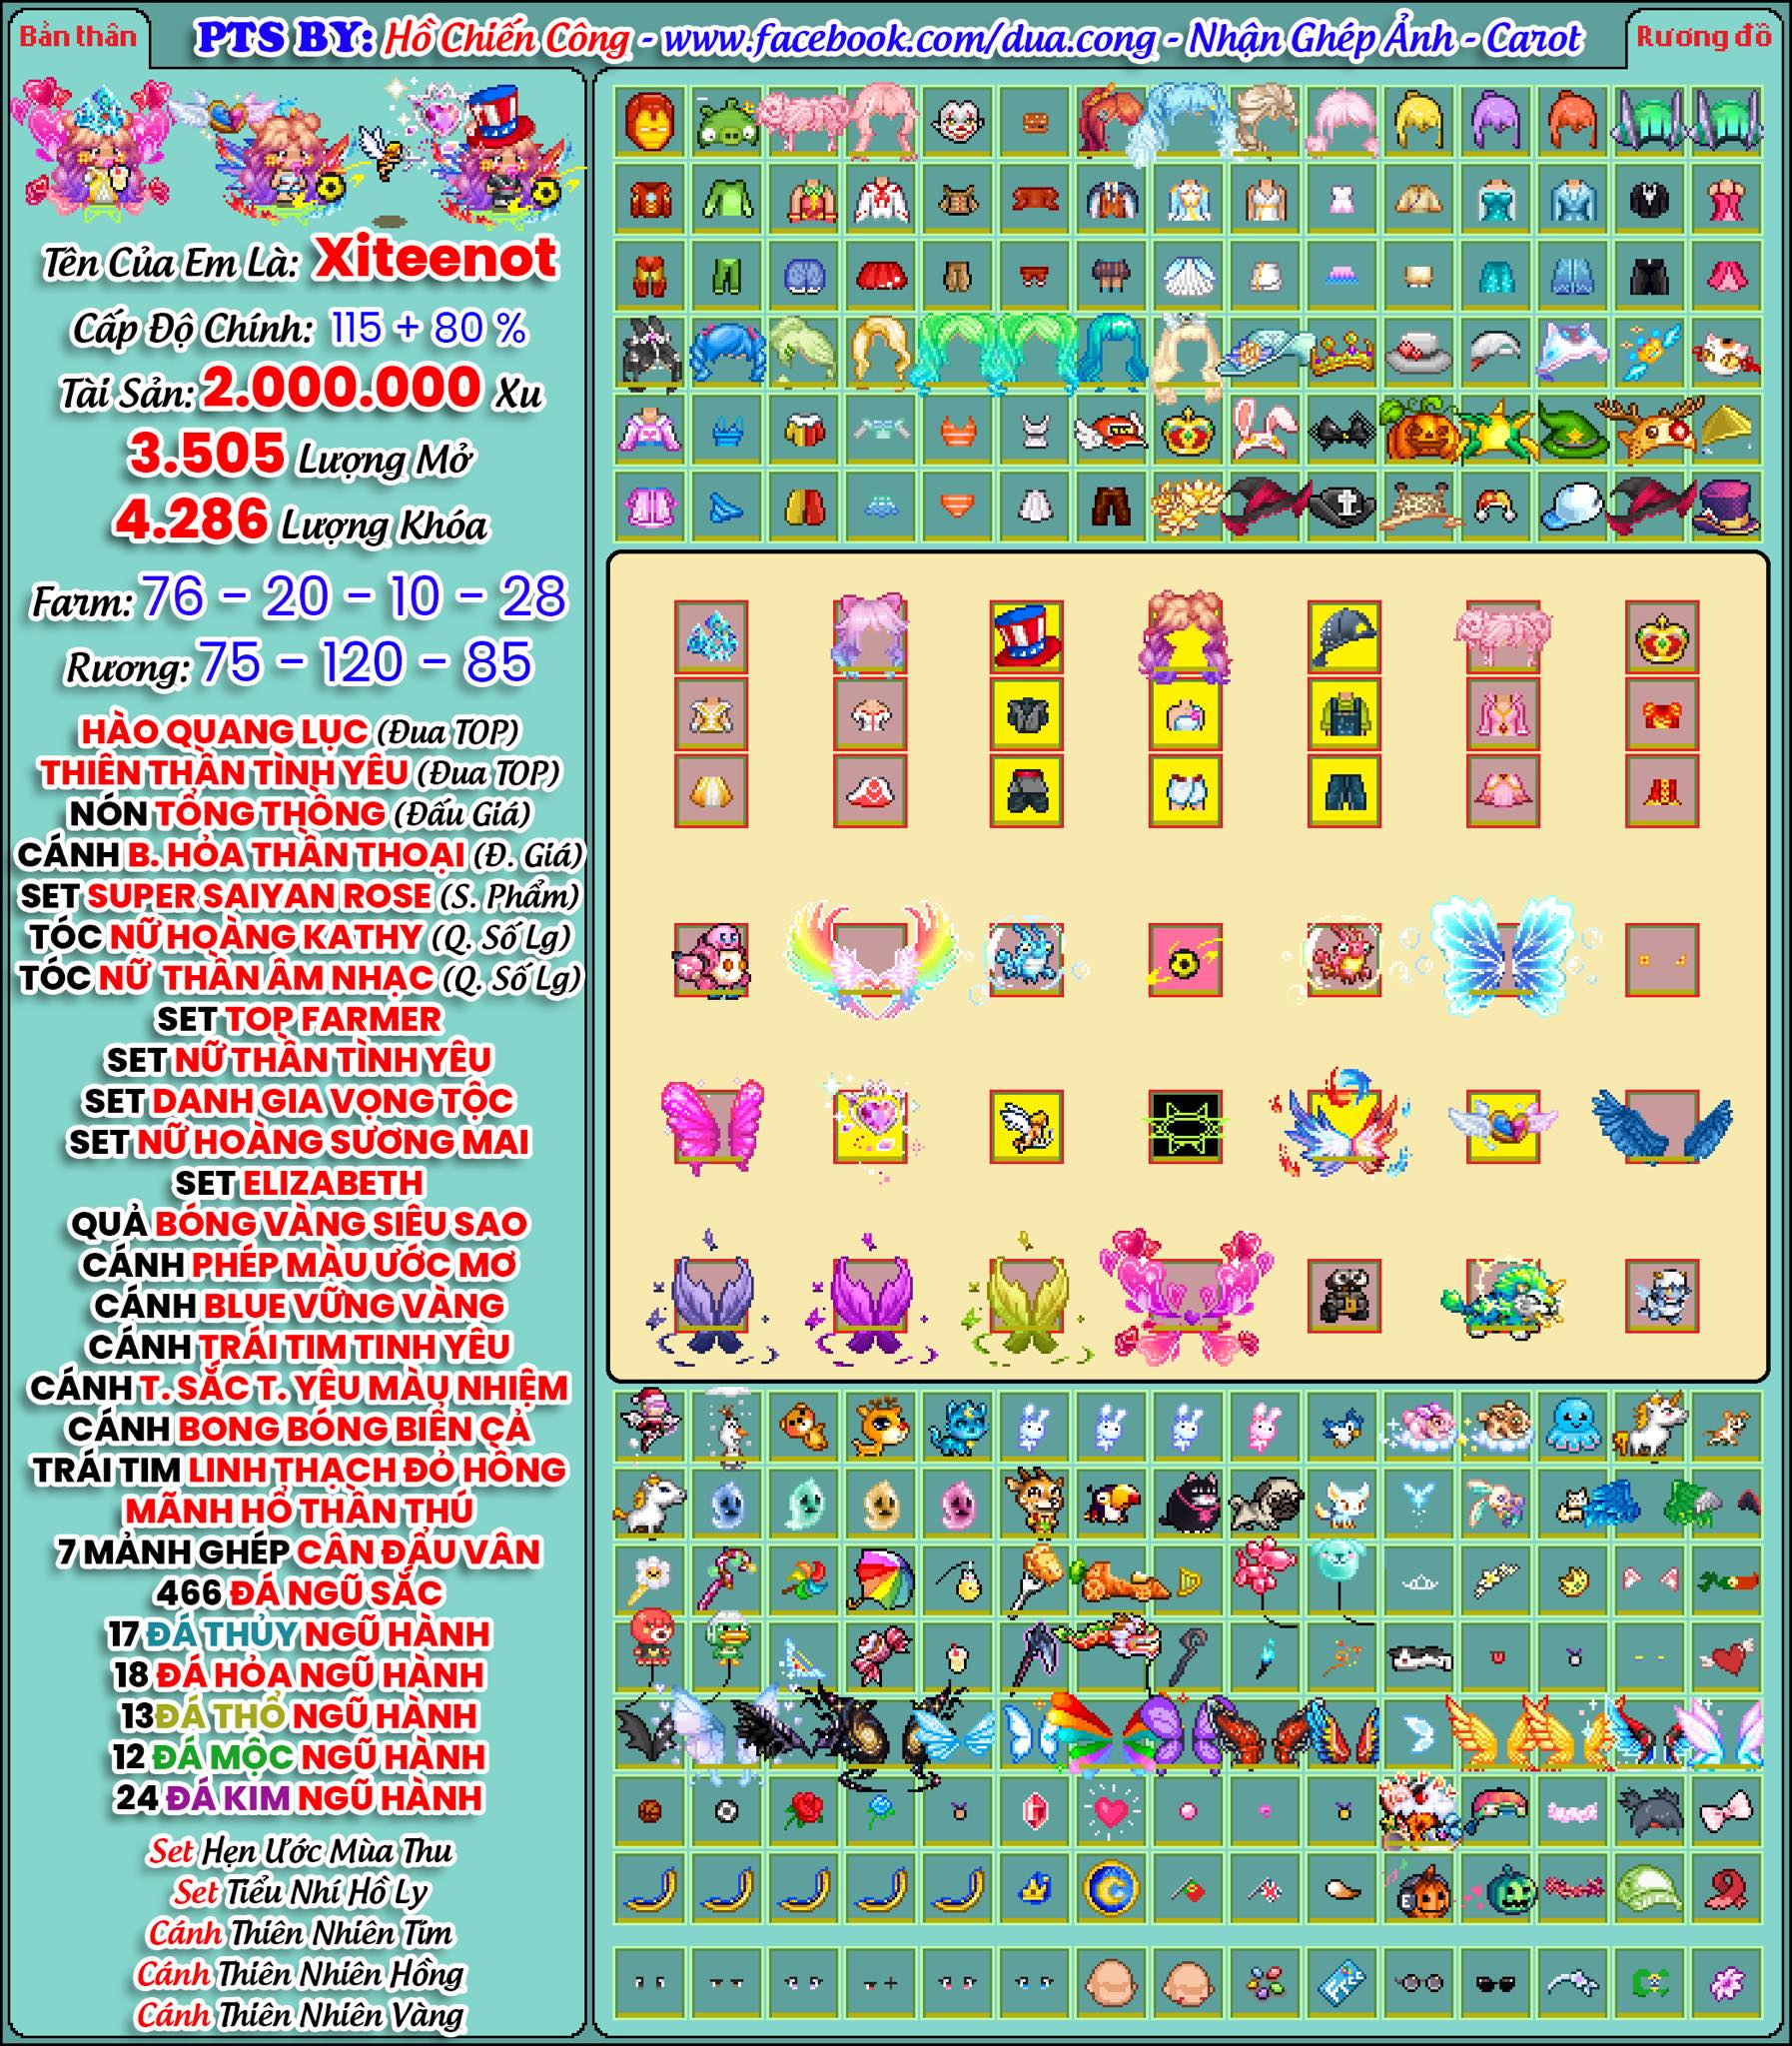 Bản thân
PTS BY: Hồ Chiến Công - www.facebook.com/dua.cong - Nhận Ghép Ảnh - Carot
Rương đồ
Tên Của Em Là: Xiteenot
Cấp Độ Chính: 115 + 80 %
Tài Sản: 2.000.000 Xu
3.505 Lượng Mở
4.286 Lượng Khóa
Farm: 76 - 20 - 10 - 28
Rương: 75 - 120 - 85
HÀO QUANG LỤC (Đua TOP)
THIÊN THẦN TÌNH YÊU (Đua TOP)
NÓN TỔNG THỐNG (Đấu Giá)
CÁNH B. HỎA THẦN THOẠI (Đ. Giá)
SET SUPER SAIYAN ROSE (S. Phẩm)
TÓC NỮ HOÀNG KATHY (Q. Số Lg)
TÓC NỮ THẦN ÂM NHẠC (Q. Số Lg)
SET TOP FARMER
SET NỮ THẦN TÌNH YÊU
SET DANH GIA VỌNG TỘC
SET NỮ HOÀNG SƯƠNG MAI
SET ELIZABETH
QUẢ BÓNG VÀNG SIÊU SAO
CÁNH PHÉP MÀU ƯỚC MƠ
CÁNH BLUE VỮNG VÀNG
CÁNH TRÁI TIM TINH YÊU
CÁNH T. SẮC T. YÊU MÀU NHIỆM
CÁNH BONG BÓNG BIỂN CẢ
TRÁI TIM LINH THẠCH ĐỎ HỒNG
MÃNH HỔ THẦN THÚ
7 MẢNH GHÉP CÂN ĐẨU VÂN
466 ĐÁ NGŨ SẮC
17 ĐÁ THỦY NGŨ HÀNH
18 ĐÁ HỎA NGŨ HÀNH
13 ĐÁ THỔ NGŨ HÀNH
12 ĐÁ MỘC NGŨ HÀNH
24 ĐÁ KIM NGŨ HÀNH
Set Hẹn Ước Mùa Thu
Set Tiểu Nhí Hồ Ly
Cánh Thiên Nhiên Tím
Cánh Thiên Nhiên Hồng
Cánh Thiên Nhiên Vàng